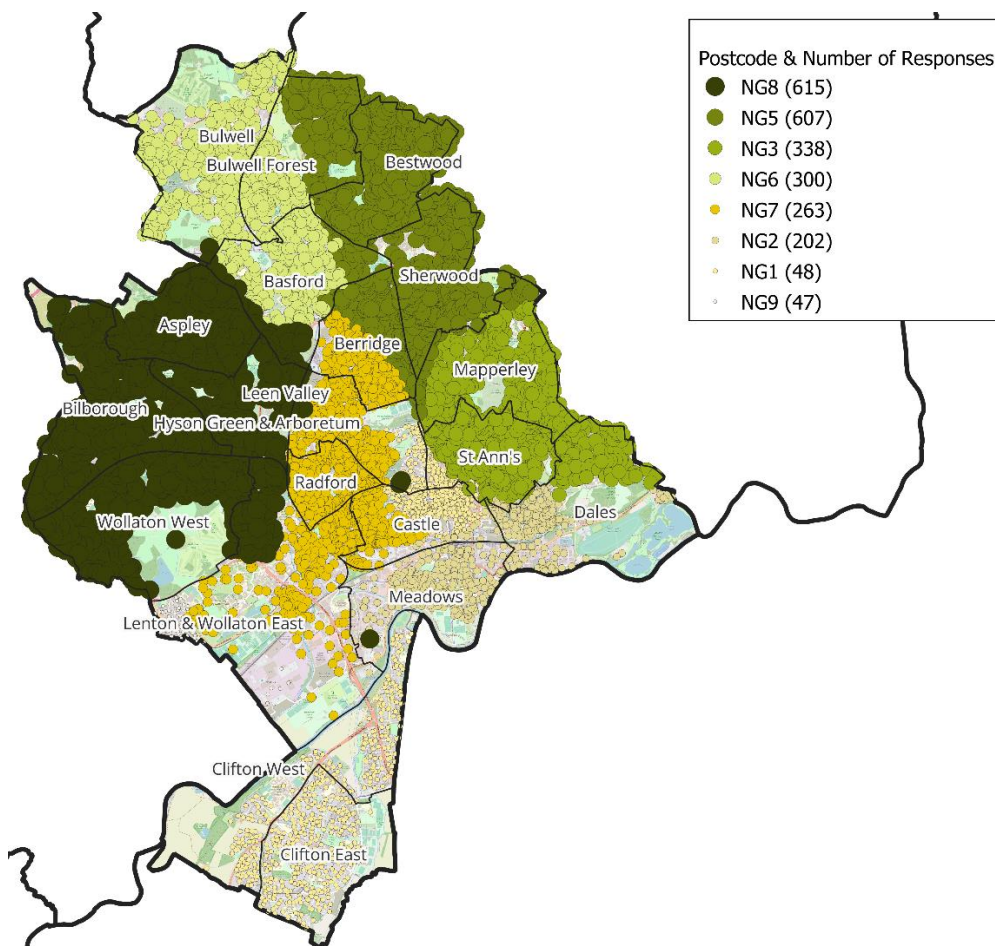 Postcode & Number of Responses
NG8 (615)
NG5 (607)
NG3 (338)
NG6 (300)
NG7 (263)
NG2 (202)
NG1 (48)
NG9 (47)
Bulwell
Bulwell Forest
Bestwood
Basford
Sherwood
Aspley
Berridge
Mapperley
Leen Valley
Bilborough
Hyson Green & Arboretum
St Ann's
Radford
Castle
Dales
Wollaton West
Meadows
Lenton & Wollaton East
Clifton West
Clifton East